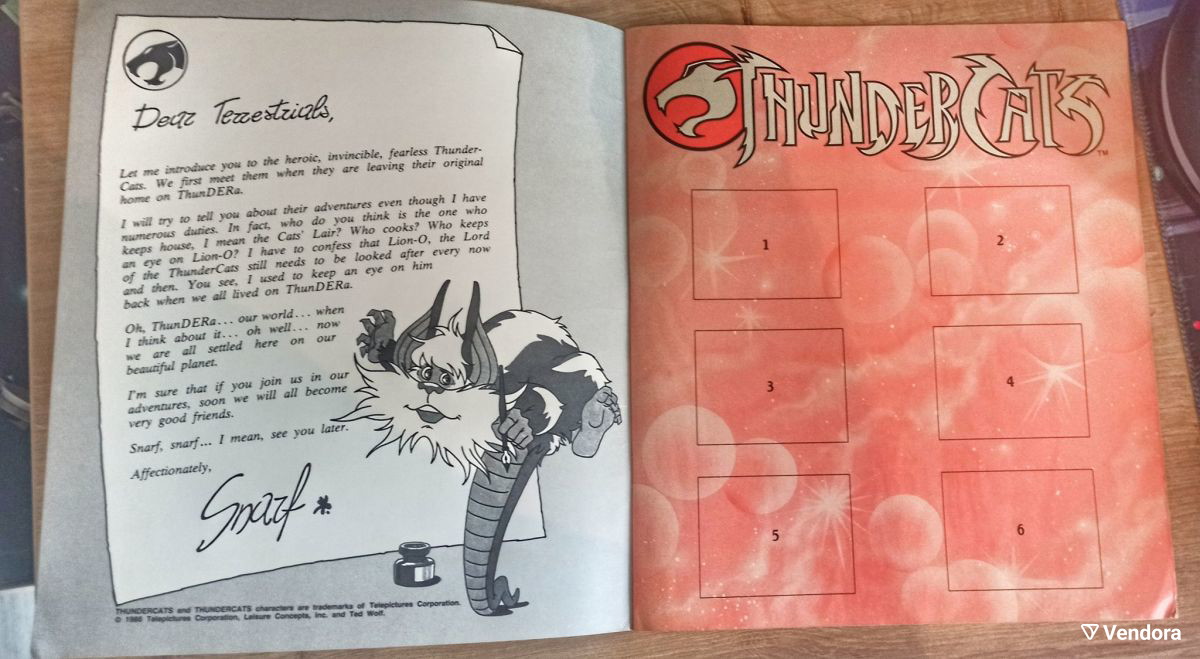 Dear Terrestrials,
Let me introduce you to the heroic, invincible, fearless Thunder-
Cats. We first meet them when they are leaving their original
home on ThunDERa.
I will try to tell you about their adventures even though I have
numerous duties. In fact, who do you think is the one who
keeps house, I mean the Cats' Lair? Who cooks? Who keeps
an eye on Lion-O? I have to confess that Lion-O, the Lord
of the ThunderCats still needs to be looked after every now
and then. You see, I used to keep an eye on him
back when we all lived on ThunDERa.
Oh, ThunDERa... our world... when
I think about it... oh well... now
we are all settled here on our
beautiful planet.
I'm sure that if you join us in our
adventures, soon we will all become
very good friends.
Snarf, snarf... I mean, see you later.
Affectionately,
Snarf
THUNDERCATS and THUNDERCATS characters are trademarks of Telepictures Corporation.
© 1986 Telepictures Corporation, Leisure Concepts, Inc. and Ted Wolf.
THUNDERCATS™
1
2
3
4
5
6
Vendora